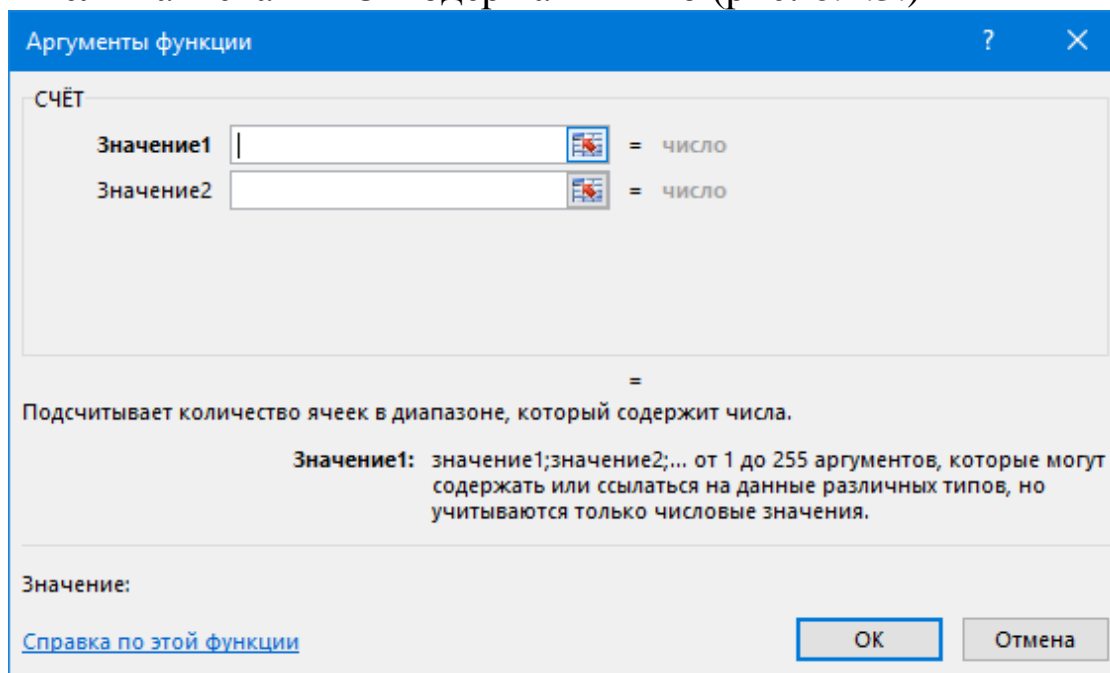 Аргументы функции ? ×
СЧЁТ
Значение1 = число
Значение2 = число
=
Подсчитывает количество ячеек в диапазоне, который содержит числа.
Значение1: значение1;значение2;... от 1 до 255 аргументов, которые могут
содержать или ссылаться на данные различных типов, но
учитываются только числовые значения.
Значение:
Справка по этой функции OK Отмена